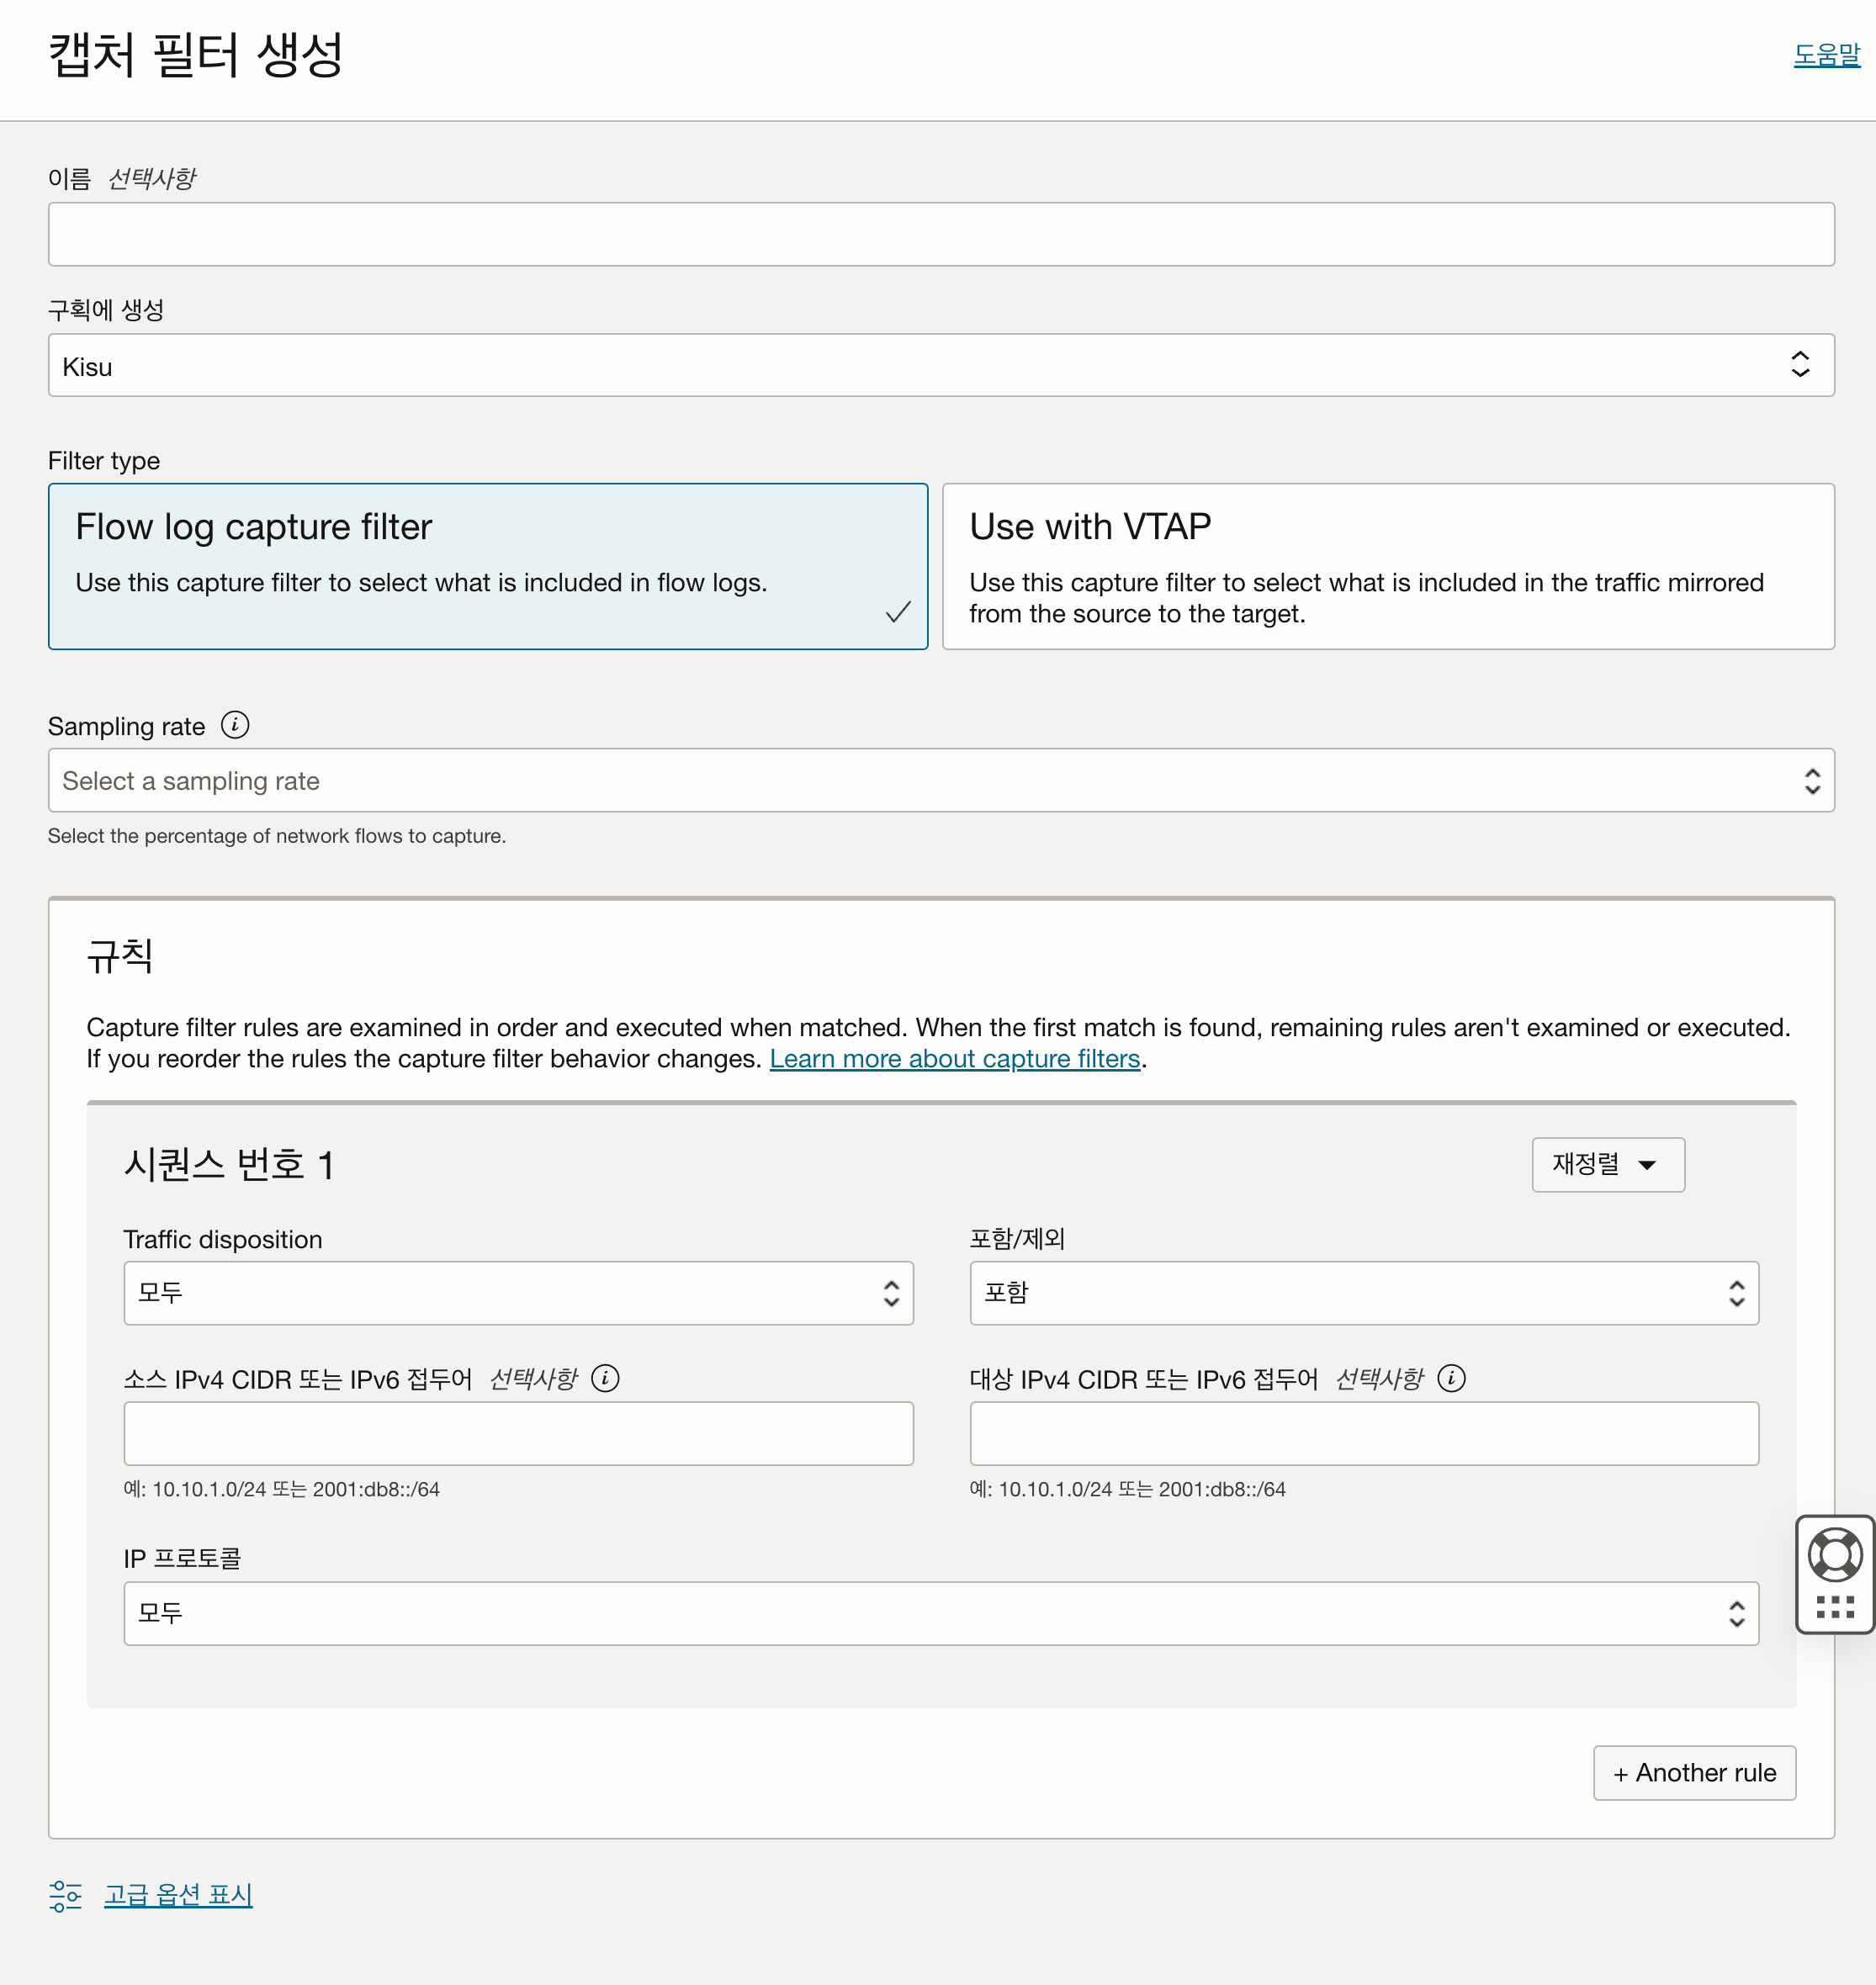 캡처 필터 생성
도움말
이름 선택사항
구획에 생성
Kisu
Filter type
Flow log capture filter
Use this capture filter to select what is included in flow logs.
Use with VTAP
Use this capture filter to select what is included in the traffic mirrored
from the source to the target.
Sampling rate
Select a sampling rate
Select the percentage of network flows to capture.
규칙
Capture filter rules are examined in order and executed when matched. When the first match is found, remaining rules aren't examined or executed.
If you reorder the rules the capture filter behavior changes. Learn more about capture filters.
시퀀스 번호 1
재정렬
Traffic disposition
포함/제외
모두
포함
소스 IPv4 CIDR 또는 IPv6 접두어 선택사항
대상 IPv4 CIDR 또는 IPv6 접두어 선택사항
예: 10.10.1.0/24 또는 2001:db8::/64
예: 10.10.1.0/24 또는 2001:db8::/64
IP 프로토콜
모두
+ Another rule
고급 옵션 표시